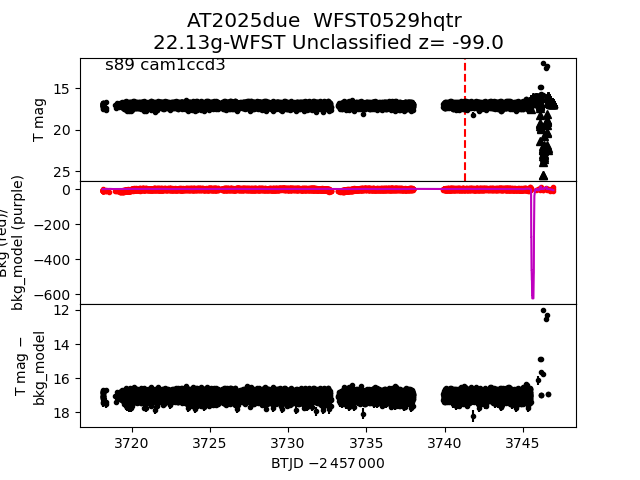 AT2025due WFST0529hqtr
22.13g-WFST Unclassified z= -99.0
s89 cam1ccd3
T mag
15
20
25
Bkg (red)/
bkg_model (purple)
0
−200
−400
−600
T mag −
bkg_model
12
14
16
18
3720 3725 3730 3735 3740 3745
BTJD −2 457 000